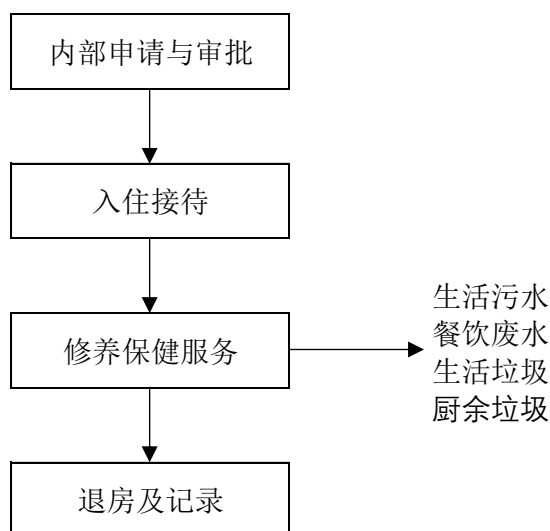 内部申请与审批
入住接待
修养保健服务
生活污水
餐饮废水
生活垃圾
厨余垃圾
退房及记录